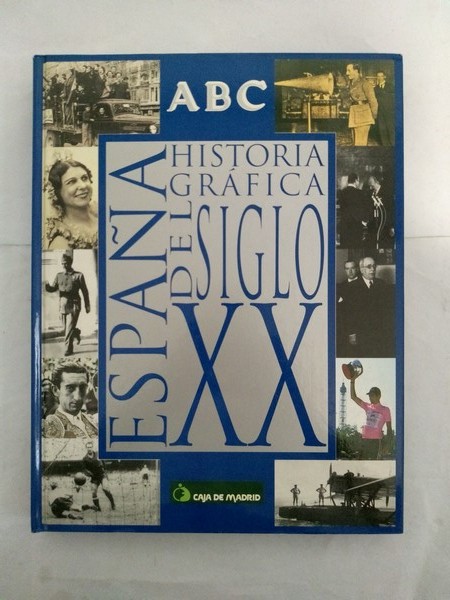 ABC
ESPAÑA
HISTORIA
GRÁFICA
DEL
SIGLO
XX
CAJA DE MADRID